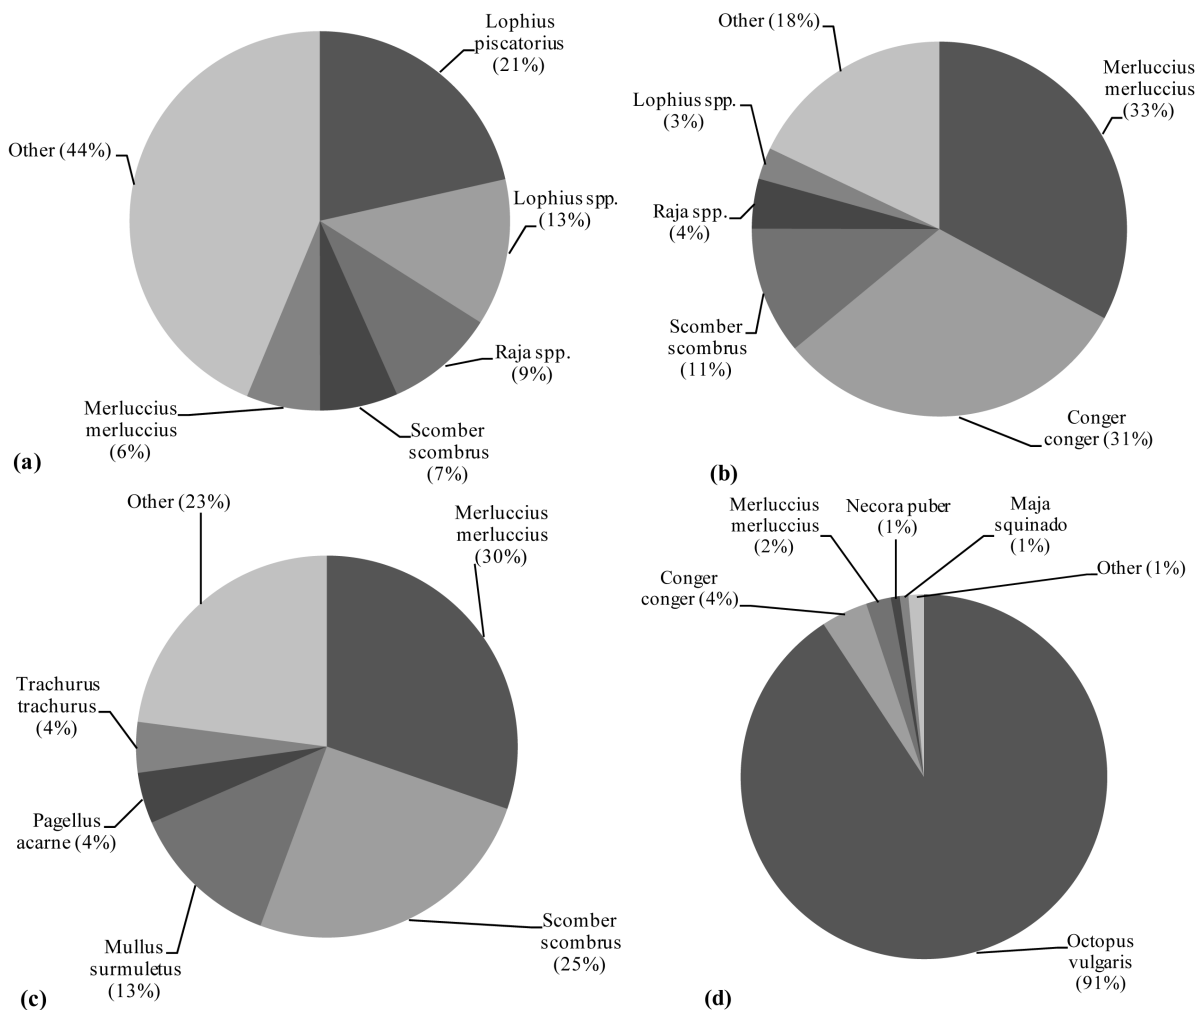 Lophius
piscatorius
(21%)
Other (44%)
Lophius spp.
(13%)
Raja spp.
(9%)
Merluccius
merluccius
(6%)
Scomber
scombrus
(7%)
(a)
Other (18%)
Merluccius
merluccius
(33%)
Lophius spp.
(3%)
Raja spp.
(4%)
Scomber
scombrus
(11%)
Conger
conger (31%)
(b)
Other (23%)
Merluccius
merluccius
(30%)
Trachurus
trachurus
(4%)
Pagellus
acarne (4%)
Mullus
surmuletus
(13%)
Scomber
scombrus
(25%)
(c)
Merluccius
merluccius
(2%)
Necora puber
(1%)
Maja
squinado
(1%)
Conger
conger (4%)
Other (1%)
Octopus
vulgaris
(91%)
(d)